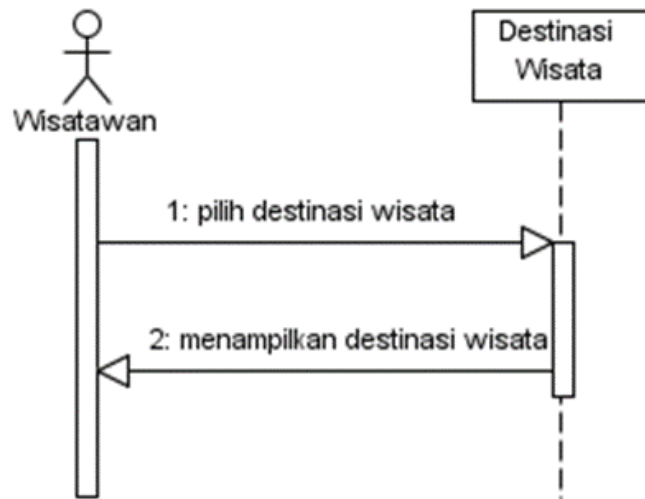 Destinasi
Wisata
Wisatawan
1: pilih destinasi wisata
2: menampilkan destinasi wisata